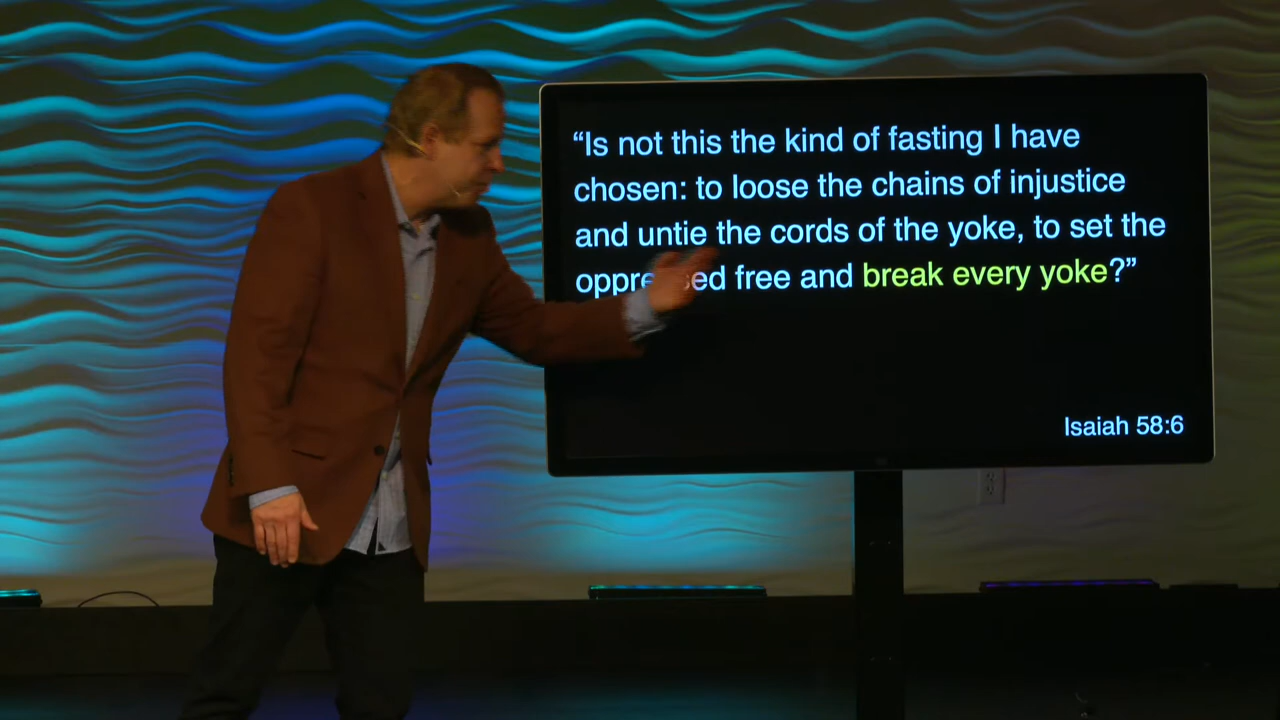 “Is not this the kind of fasting I have
chosen: to loose the chains of injustice
and untie the cords of the yoke, to set the
free and break every yoke?”
Isaiah 58:6